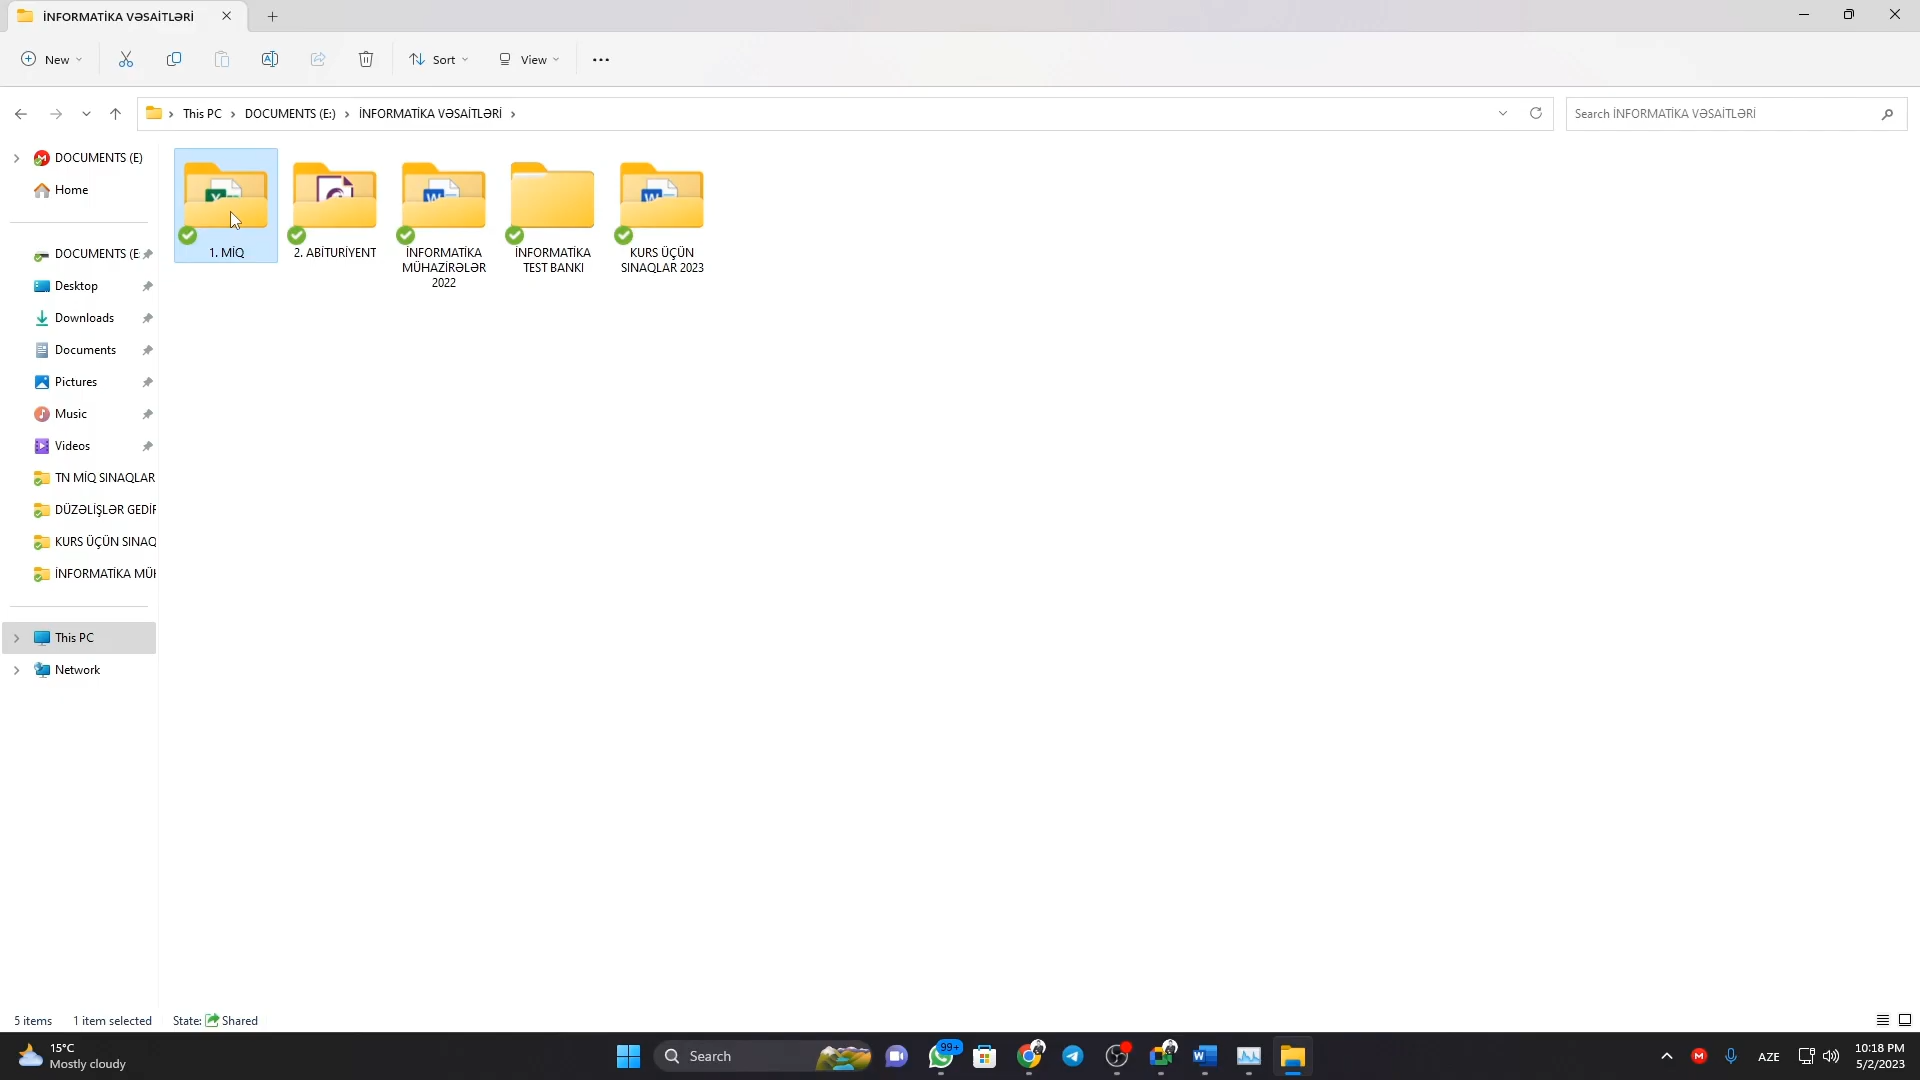 İNFORMATİKA VƏSAİTLƏRİ
New
Sort
View
This PC
DOCUMENTS (E:)
İNFORMATİKA VƏSAİTLƏRİ
Search İNFORMATİKA VƏSAİTLƏRİ
DOCUMENTS (E)
Home
DOCUMENTS (E
Desktop
Downloads
Documents
Pictures
Music
Videos
TN MİQ SINAQLAR
DÜZƏLİŞLƏR GEDİ
KURS ÜÇÜN SINAQ
İNFORMATİKA MÜ
This PC
Network
1. MİQ
2. ABİTURİYENT
İNFORMATİKA
MÜHAZİRƏLƏR
2022
İNFORMATİKA
TEST BANKI
KURS ÜÇÜN
SINAQLAR 2023
5 items
1 item selected
State:
Shared
15°C
Mostly cloudy
Search
99+
AZE
10:18 PM
5/2/2023